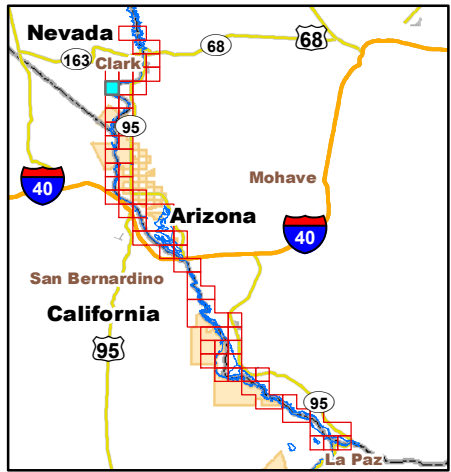 Nevada
68
68
163
Clark
95
Mohave
40
Arizona
40
San Bernardino
California
95
95
La Paz